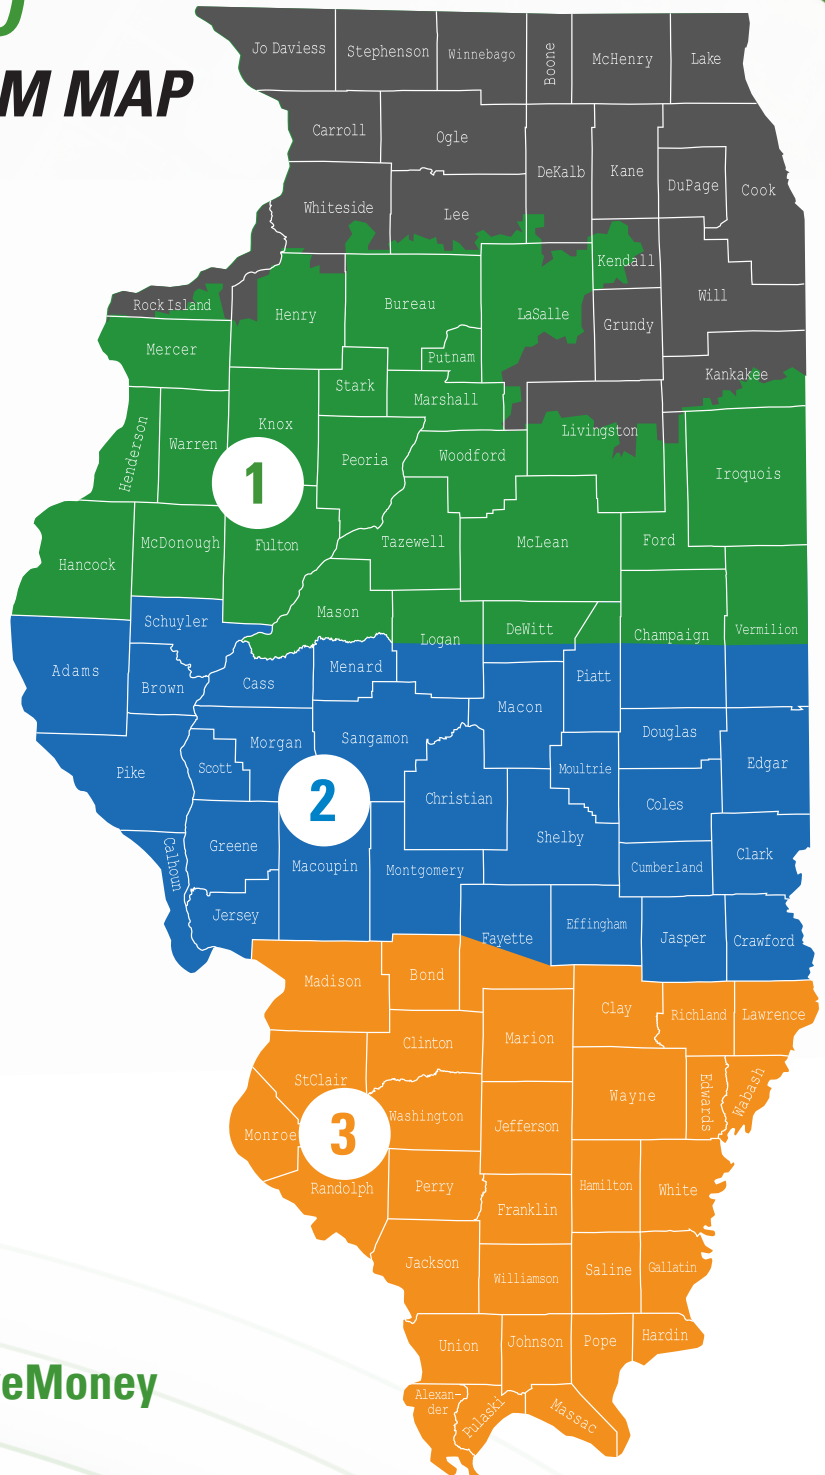 M MAP
Jo Daviess
Stephenson
Winnebago
Boone
McHenry
Lake
Carroll
Ogle
DeKalb
Kane
DuPage
Cook
Whiteside
Lee
Kendall
Rock Island
Henry
Bureau
LaSalle
Will
Grundy
Mercer
Putnam
Kankakee
Stark
Marshall
Henderson
Warren
Knox
Peoria
Woodford
Livingston
Iroquois
1
Hancock
McDonough
Fulton
Tazewell
McLean
Ford
Schuyler
Mason
Logan
DeWitt
Champaign
Vermilion
Adams
Brown
Cass
Menard
Piatt
Macon
Pike
Scott
Morgan
Sangamon
Douglas
Moultrie
Edgar
2
Christian
Coles
Greene
Macoupin
Montgomery
Shelby
Cumberland
Clark
Calhoun
Jersey
Fayette
Effingham
Jasper
Crawford
Madison
Bond
Clay
Richland
Lawrence
Clinton
Marion
StClair
Washington
Wayne
Edwards
Wabash
3
Monroe
Jefferson
Randolph
Perry
Hamilton
White
Franklin
Jackson
Williamson
Saline
Gallatin
Union
Johnson
Pope
Hardin
Alexan-
der
Pulaski
Massac
eMoney